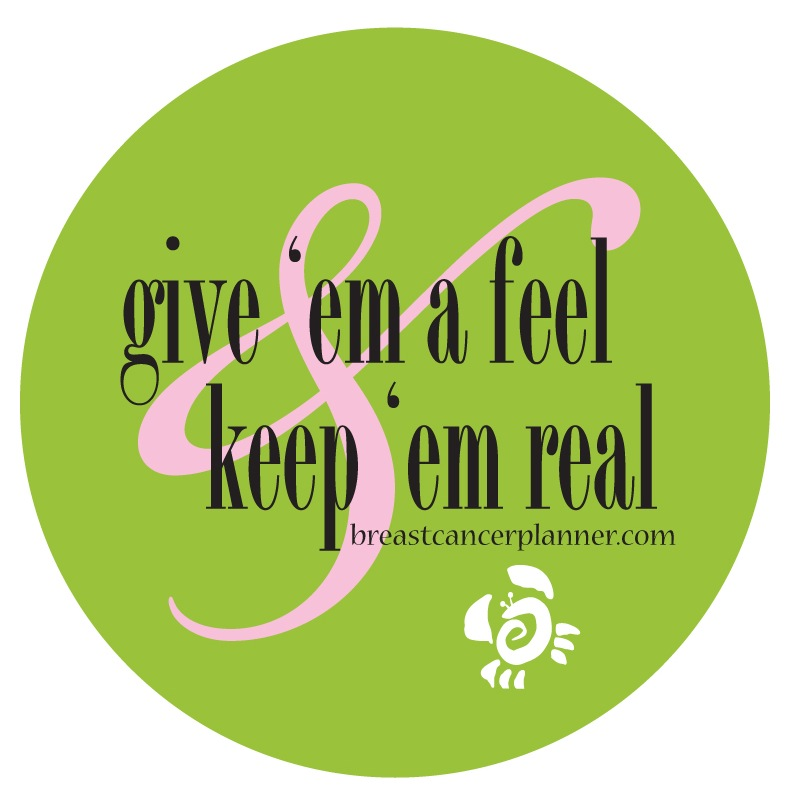 give ‘em a feel
&
keep ‘em real
breastcancerplanner.com